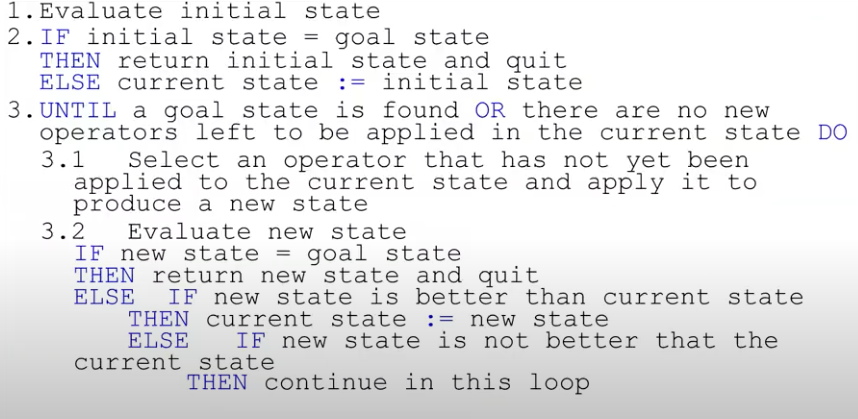 1.Evaluate initial state
2.IF initial state = goal state
THEN return initial state and quit
ELSE current state := initial state
3.UNTIL a goal state is found OR there are no new
operators left to be applied in the current state DO
3.1 Select an operator that has not yet been
applied to the current state and apply it to
produce a new state
3.2 Evaluate new state
IF new state = goal state
THEN return new state and quit
ELSE IF new state is better than current state
THEN current state := new state
ELSE IF new state is not better that the
current state
THEN continue in this loop